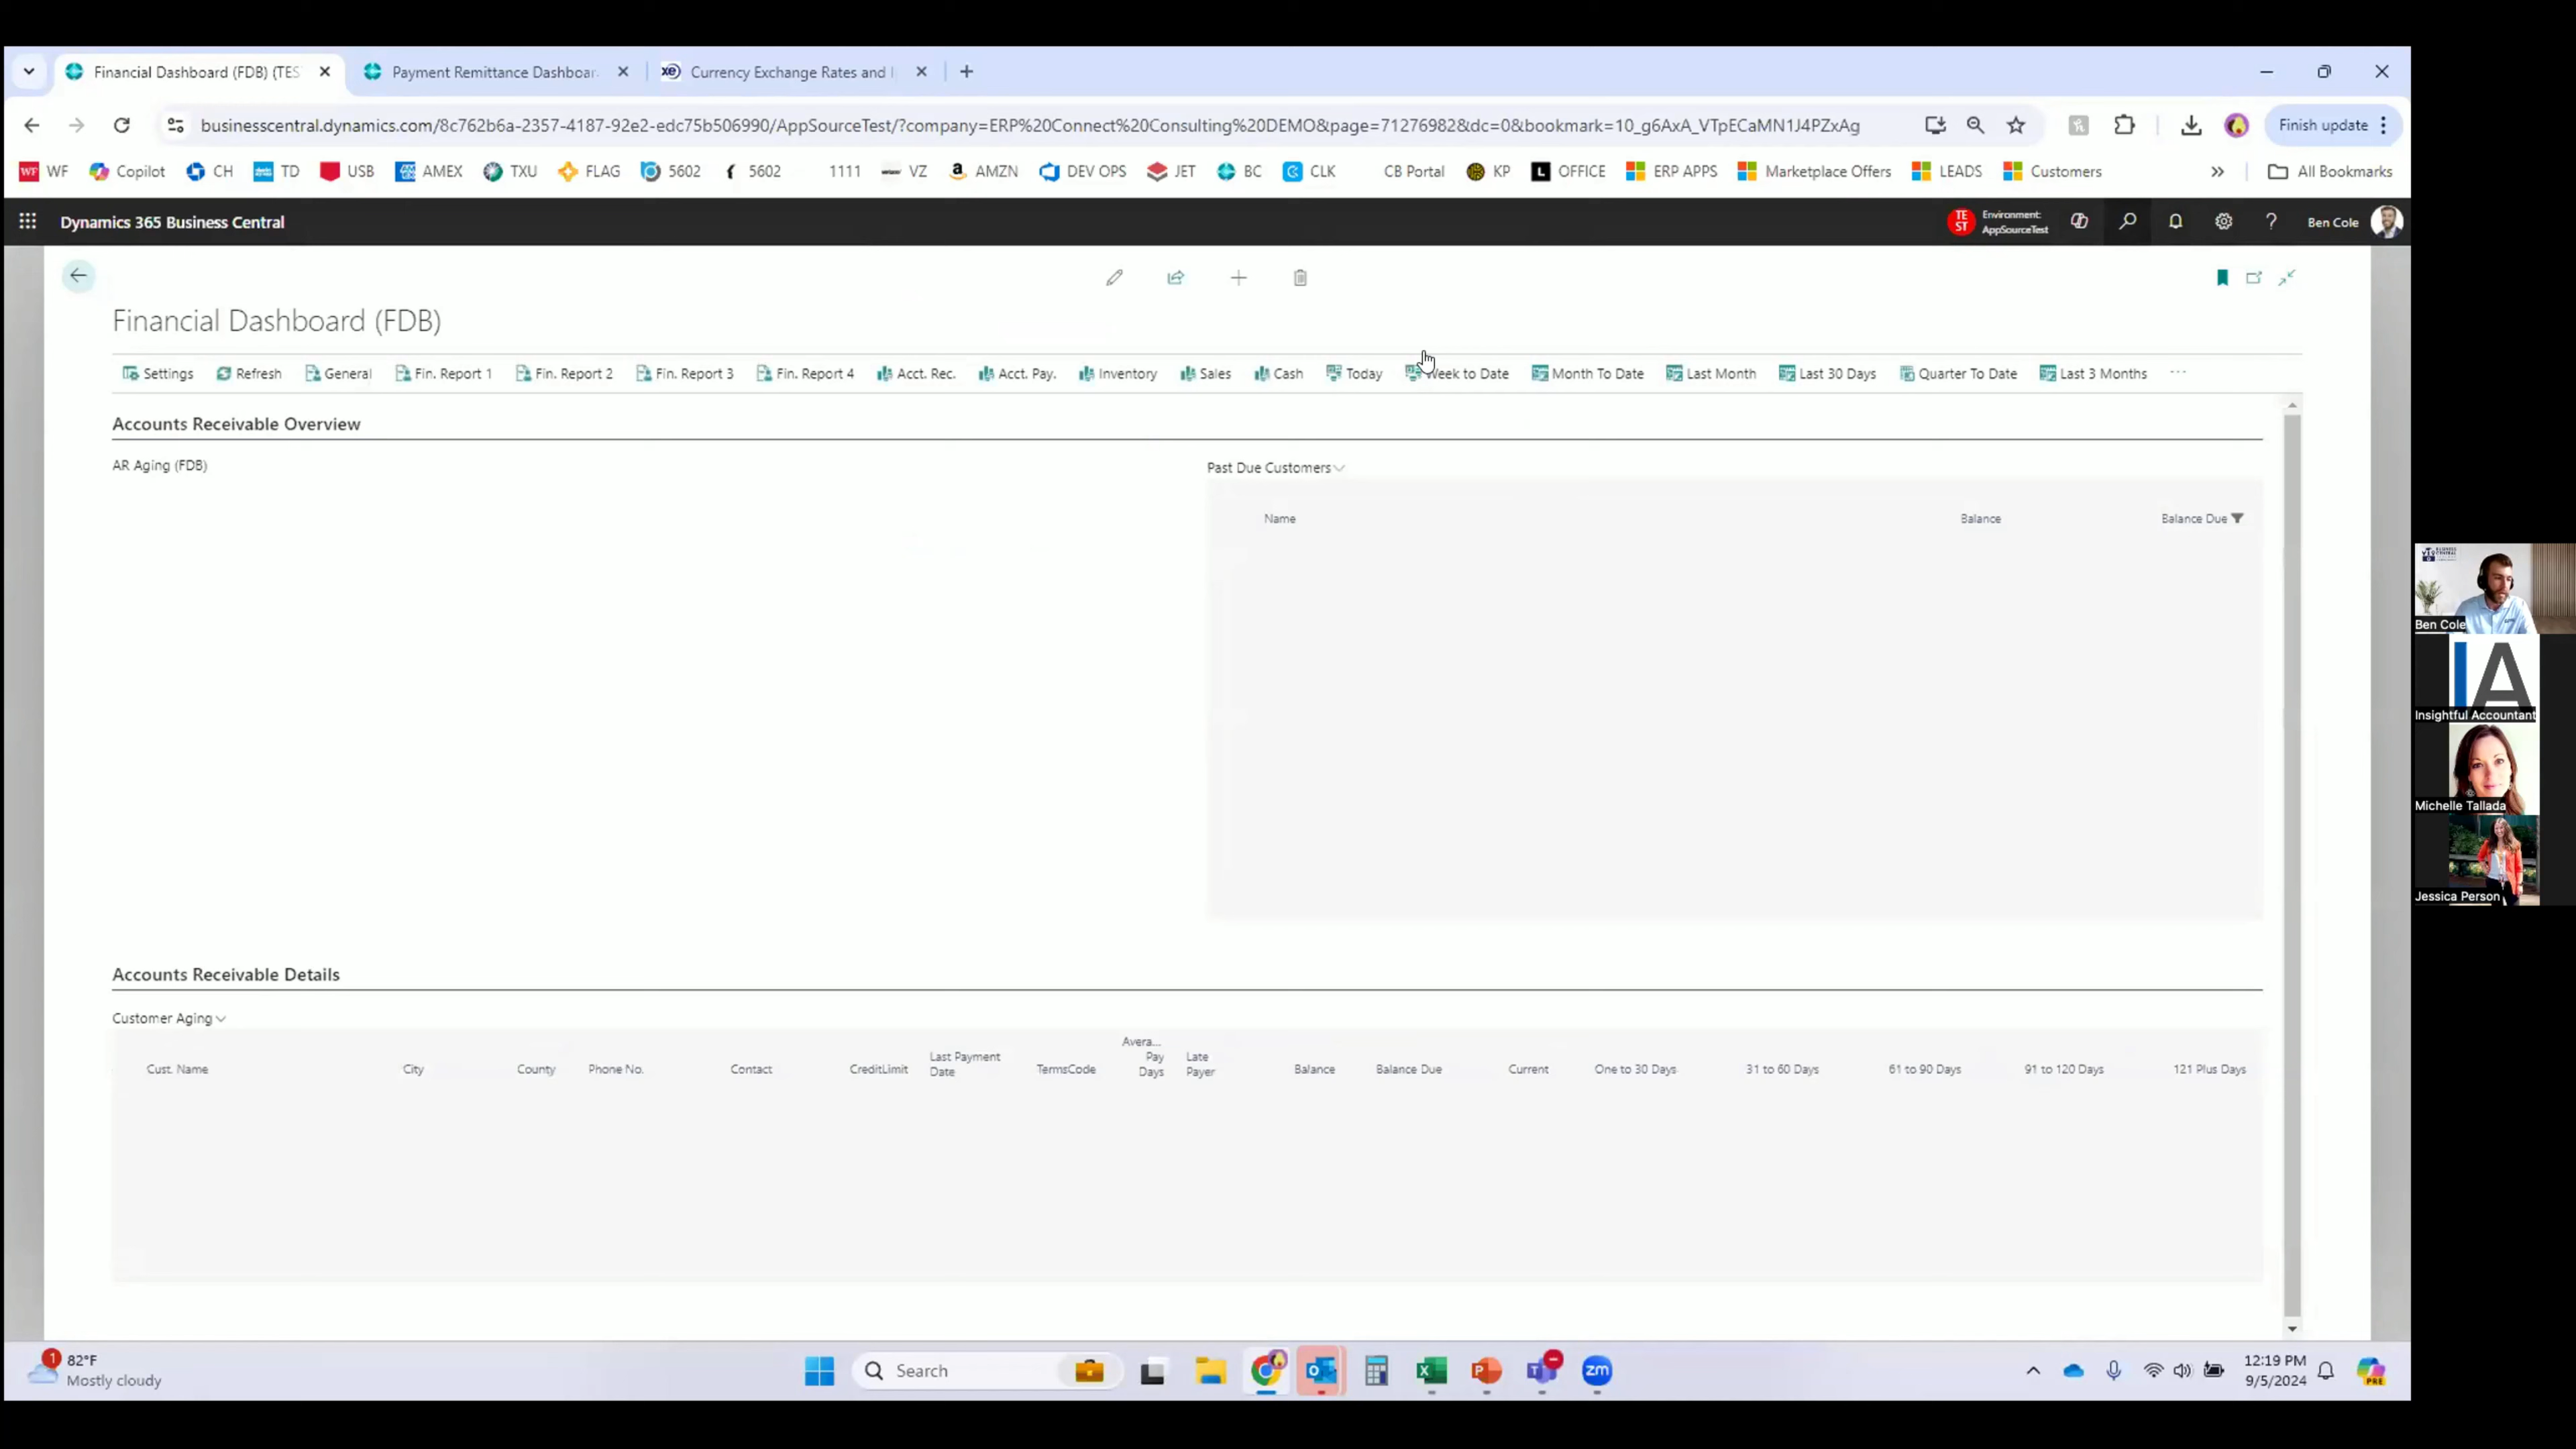 Financial Dashboard (FDB) (TES
Payment Remittance Dashboar
Currency Exchange Rates and I
businesscentral.dynamics.com/8c762b6a-2357-4187-92e2-edc75b506990/AppSourceTest/?company=ERP%20Connect%20Consulting%20DEMO&page=71276982&dc=0&bookmark=10_g6AxA_VTpECaMN1J4PZxAg
Finish update
WF WF Copilot CH TD USB AMEX TXU FLAG 5602 5602 1111 VZ AMZN DEV OPS JET BC CLK CB Portal KP OFFICE ERP APPS Marketplace Offers LEADS Customers All Bookmarks
Dynamics 365 Business Central
TEST Environment: AppSourceTest
Ben Cole
Financial Dashboard (FDB)
Settings Refresh General Fin. Report 1 Fin. Report 2 Fin. Report 3 Fin. Report 4 Acct. Rec. Acct. Pay. Inventory Sales Cash Today Week to Date Month To Date Last Month Last 30 Days Quarter To Date Last 3 Months
Accounts Receivable Overview
AR Aging (FDB)
Past Due Customers
Name Balance Balance Due
Accounts Receivable Details
Customer Aging
Cust. Name City County Phone No. Contact CreditLimit Last Payment Date TermsCode Avera... Pay Days Late Payer Balance Balance Due Current One to 30 Days 31 to 60 Days 61 to 90 Days 91 to 120 Days 121 Plus Days
Ben Cole
IA
Insightful Accountant
Michelle Tallada
Jessica Person
1
82°F
Mostly cloudy
Search
zm
PRE
12:19 PM
9/5/2024